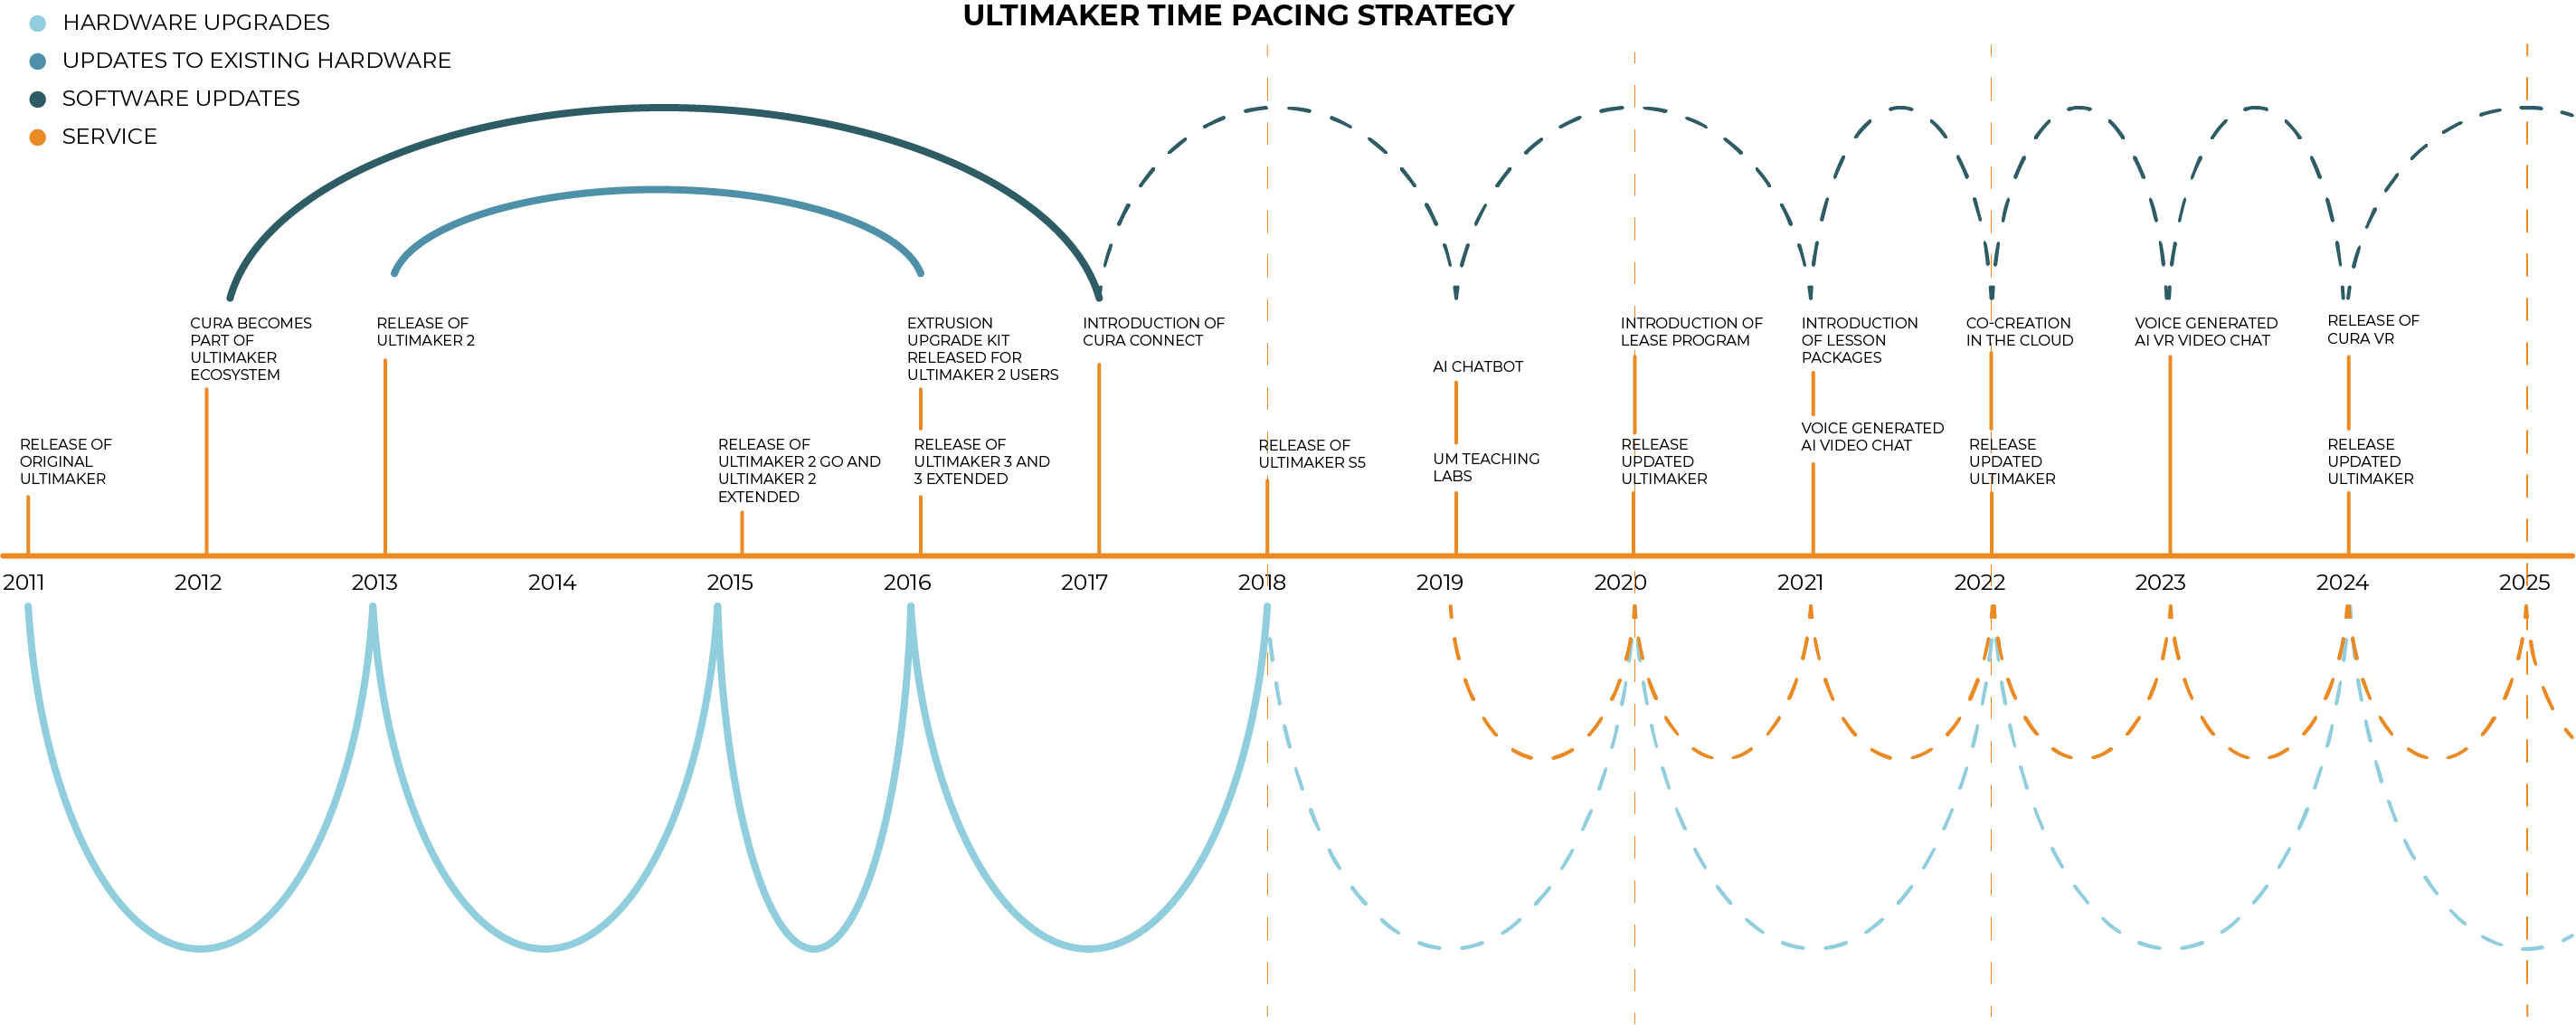 ULTIMAKER TIME PACING STRATEGY
HARDWARE UPGRADES
UPDATES TO EXISTING HARDWARE
SOFTWARE UPDATES
SERVICE
CURA BECOMES
PART OF
ULTIMAKER
ECOSYSTEM
RELEASE OF
ULTIMAKER 2
EXTRUSION
UPGRADE KIT
RELEASED FOR
ULTIMAKER 2 USERS
INTRODUCTION OF
CURA CONNECT
AI CHATBOT
INTRODUCTION OF
LEASE PROGRAM
INTRODUCTION
OF LESSON
PACKAGES
CO-CREATION
IN THE CLOUD
VOICE GENERATED
AI VR VIDEO CHAT
RELEASE OF
CURA VR
RELEASE OF
ORIGINAL
ULTIMAKER
RELEASE OF
ULTIMAKER 2 GO AND
ULTIMAKER 2
EXTENDED
RELEASE OF
ULTIMAKER 3 AND
3 EXTENDED
RELEASE OF
ULTIMAKER S5
UM TEACHING
LABS
RELEASE
UPDATED
ULTIMAKER
VOICE GENERATED
AI VIDEO CHAT
RELEASE
UPDATED
ULTIMAKER
RELEASE
UPDATED
ULTIMAKER
2011 2012 2013 2014 2015 2016 2017 2018 2019 2020 2021 2022 2023 2024 2025